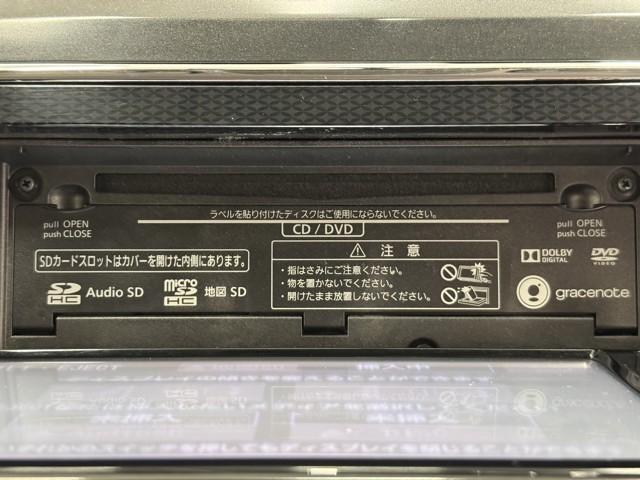 ラベルを貼り付けたディスクはご使用にならないでください。
CD / DVD
pull OPEN
push CLOSE
pull OPEN
push CLOSE
SDカードスロットはカバーを開けた内側にあります。
SD HC Audio SD
micro SD HC 地図 SD
⚠ 注 意
・指はさみにご注意ください。
・物を置かないでください。
・開けたまま放置しないでください。
DOLBY DIGITAL
DVD VIDEO
gracenote
EJECT
挿入中